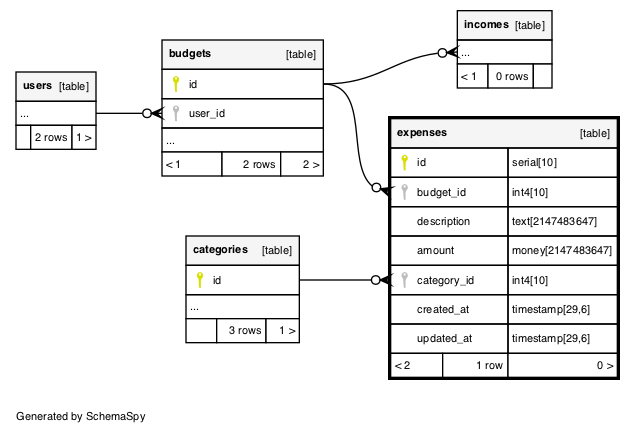 incomes [table]
...
< 1 0 rows
budgets [table]
id
user_id
...
< 1 2 rows 2 >
users [table]
...
2 rows 1 >
expenses [table]
id serial[10]
budget_id int4[10]
description text[2147483647]
amount money[2147483647]
category_id int4[10]
created_at timestamp[29,6]
updated_at timestamp[29,6]
< 2 1 row 0 >
categories [table]
id
...
3 rows 1 >
Generated by SchemaSpy